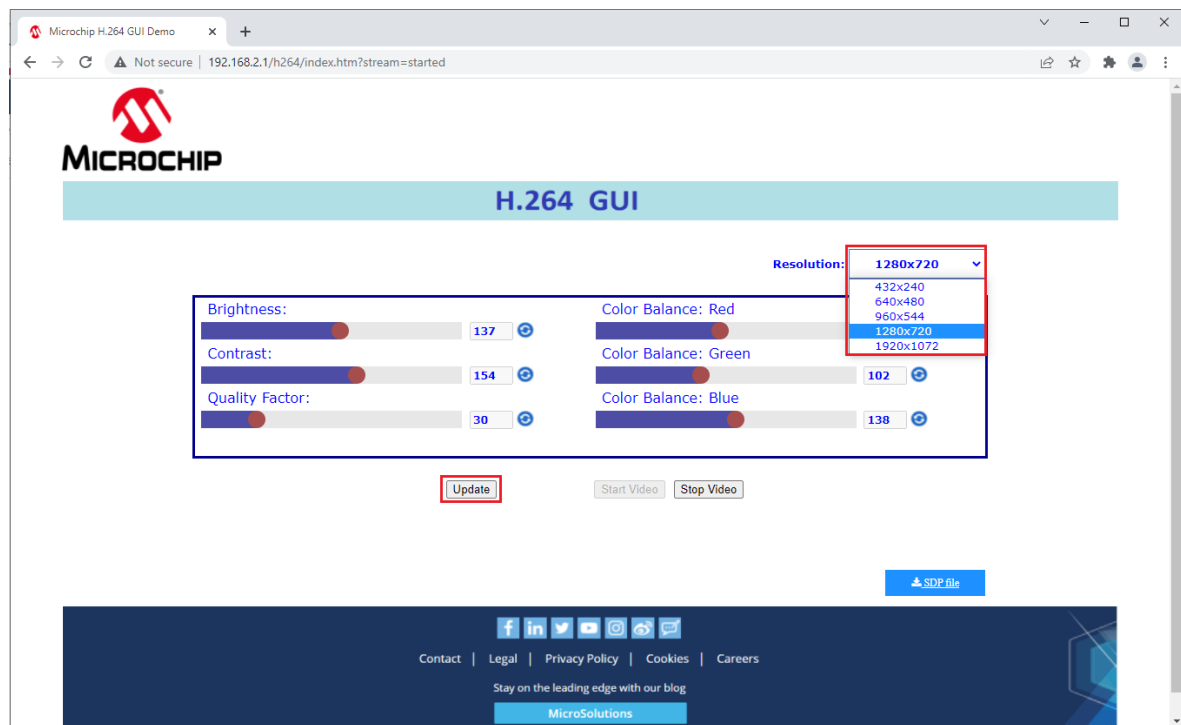 Microchip H.264 GUI Demo
Not secure | 192.168.2.1/h264/index.htm?stream=started
MICROCHIP
H.264 GUI
Resolution: 1280x720
432x240
640x480
960x544
1280x720
1920x1072
Brightness:
137
Contrast:
154
Quality Factor:
30
Color Balance: Red
Color Balance: Green
102
Color Balance: Blue
138
Update
Start Video
Stop Video
SDP file
Contact | Legal | Privacy Policy | Cookies | Careers
Stay on the leading edge with our blog
MicroSolutions